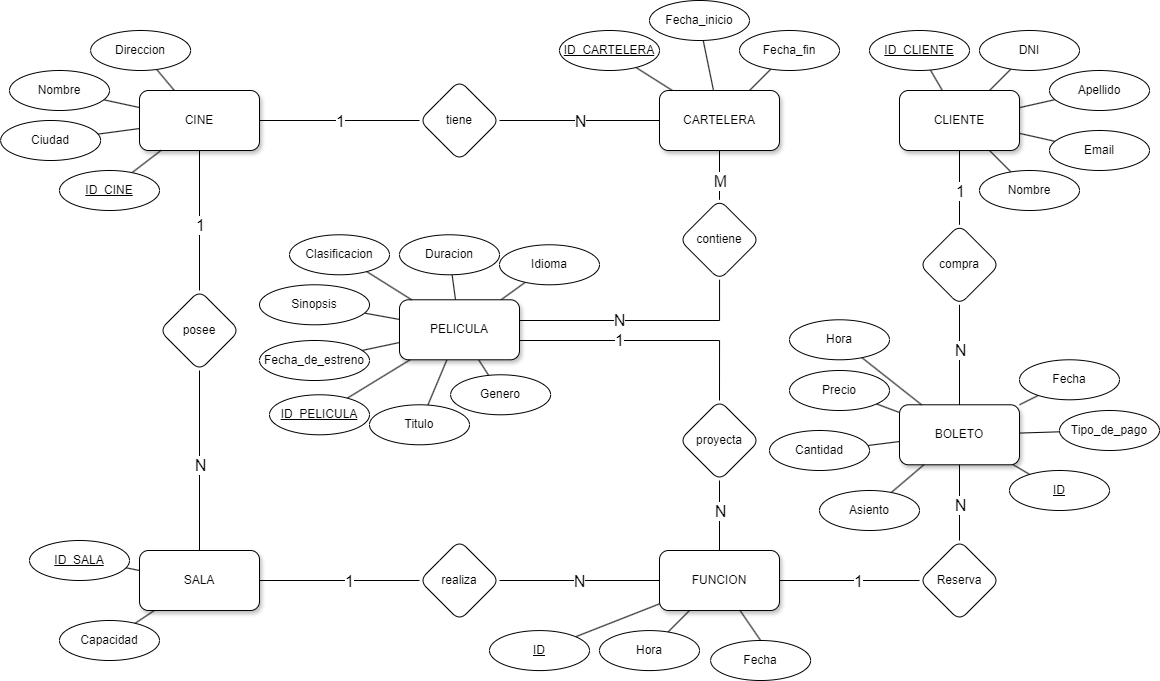 Fecha_inicio
Direccion
ID_CARTELERA
Fecha_fin
ID_CLIENTE
DNI
Nombre
Apellido
CINE
1
tiene
N
CARTELERA
CLIENTE
Ciudad
Email
ID_CINE
M
1
Nombre
1
contiene
Clasificacion
Duracion
Idioma
compra
Sinopsis
N
posee
PELICULA
1
Hora
N
Fecha_de_estreno
Genero
Precio
Fecha
ID_PELICULA
Titulo
proyecta
BOLETO
Tipo_de_pago
Cantidad
N
ID
N
Asiento
N
ID_SALA
SALA
1
realiza
N
FUNCION
1
Reserva
Capacidad
ID
Hora
Fecha